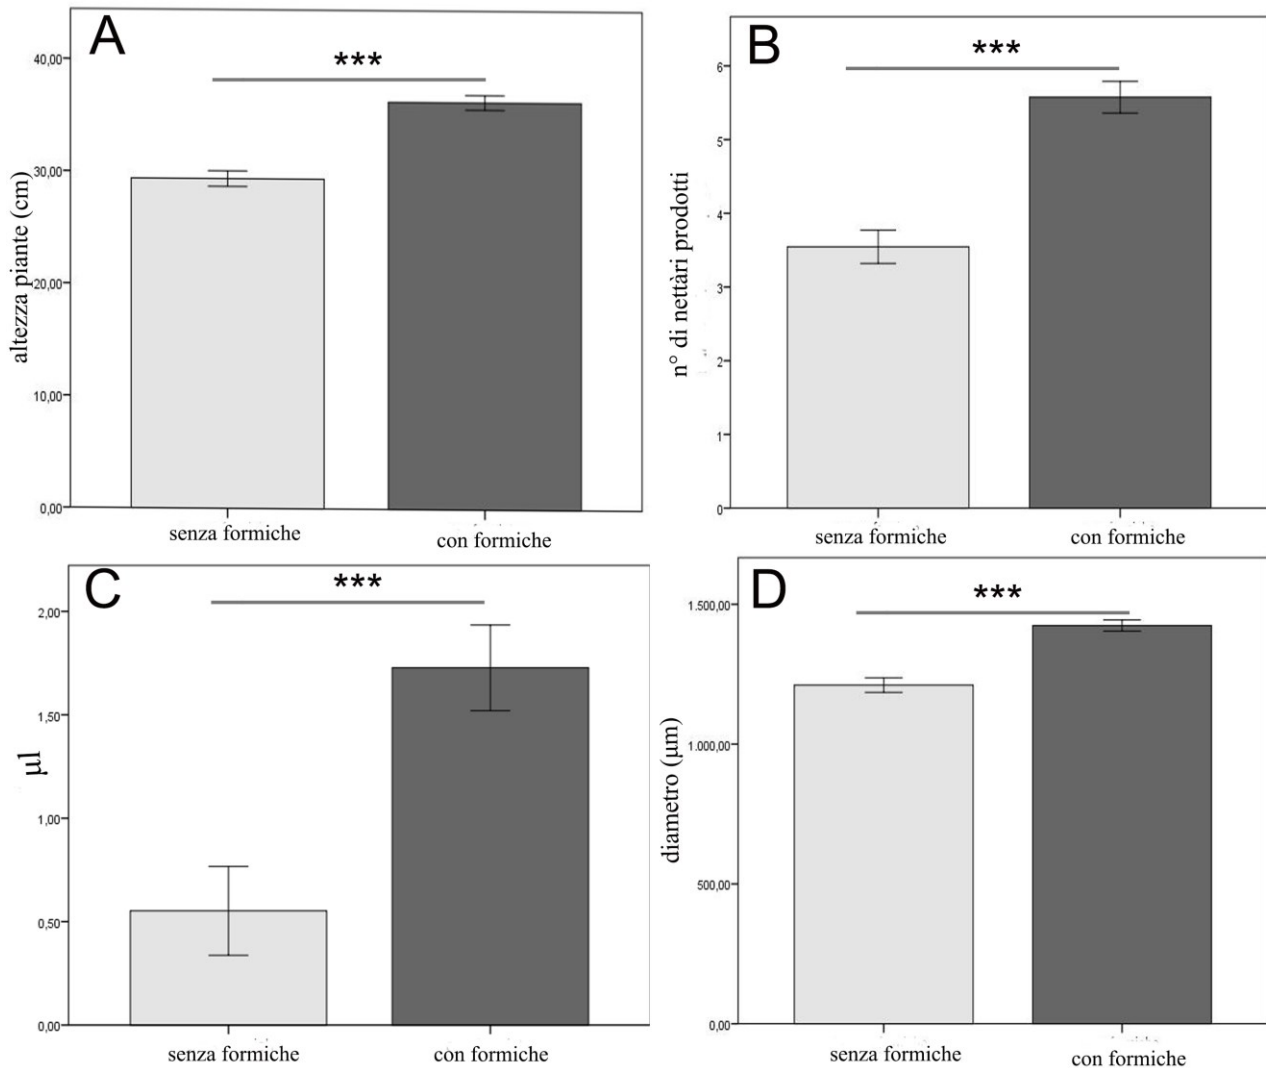 A
***
40,00
30,00
20,00
10,00
0,00
altezza piante (cm)
senza formiche
con formiche
B
***
6
5
4
3
2
1
0
n° di nettàri prodotti
senza formiche
con formiche
C
***
2,00
1,50
1,00
0,50
0,00
µl
senza formiche
con formiche
D
***
1.500,00
1.000,00
500,00
0,00
diametro (µm)
senza formiche
con formiche